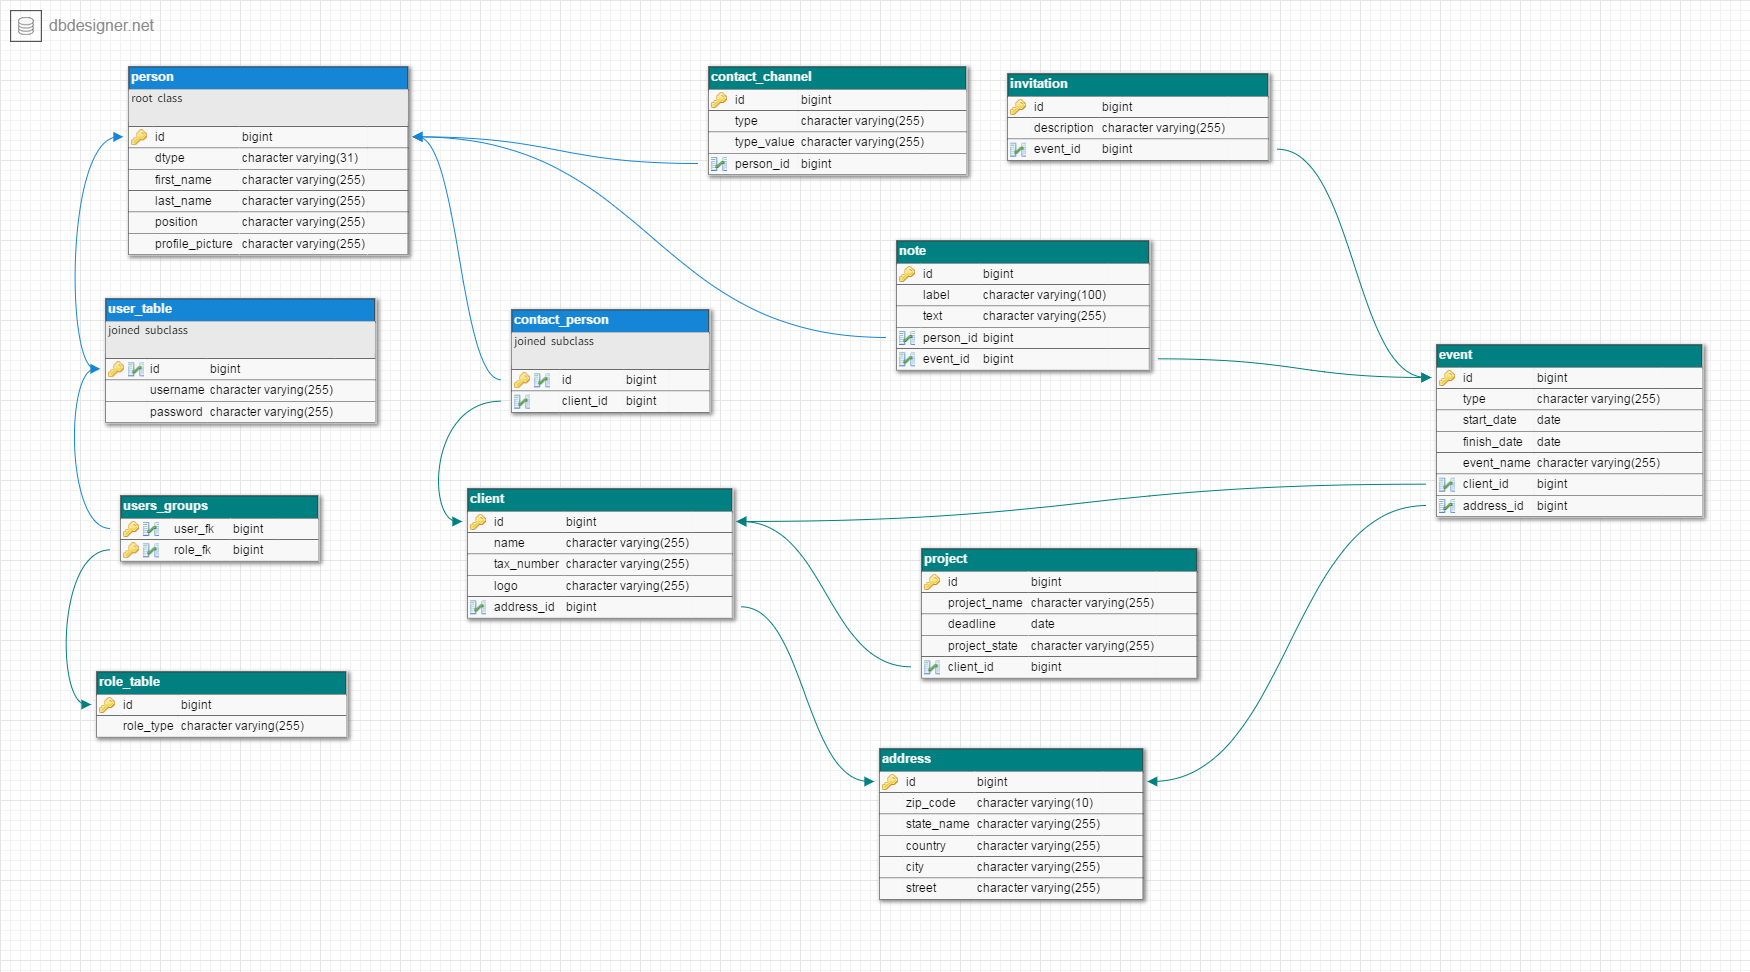 dbdesigner.net
person
root class
id bigint
dtype character varying(31)
first_name character varying(255)
last_name character varying(255)
position character varying(255)
profile_picture character varying(255)
contact_channel
id bigint
type character varying(255)
type_value character varying(255)
person_id bigint
invitation
id bigint
description character varying(255)
event_id bigint
note
id bigint
label character varying(100)
text character varying(255)
person_id bigint
event_id bigint
user_table
joined subclass
id bigint
username character varying(255)
password character varying(255)
contact_person
joined subclass
id bigint
client_id bigint
event
id bigint
type character varying(255)
start_date date
finish_date date
event_name character varying(255)
client_id bigint
address_id bigint
users_groups
user_fk bigint
role_fk bigint
client
id bigint
name character varying(255)
tax_number character varying(255)
logo character varying(255)
address_id bigint
project
id bigint
project_name character varying(255)
deadline date
project_state character varying(255)
client_id bigint
role_table
id bigint
role_type character varying(255)
address
id bigint
zip_code character varying(10)
state_name character varying(255)
country character varying(255)
city character varying(255)
street character varying(255)